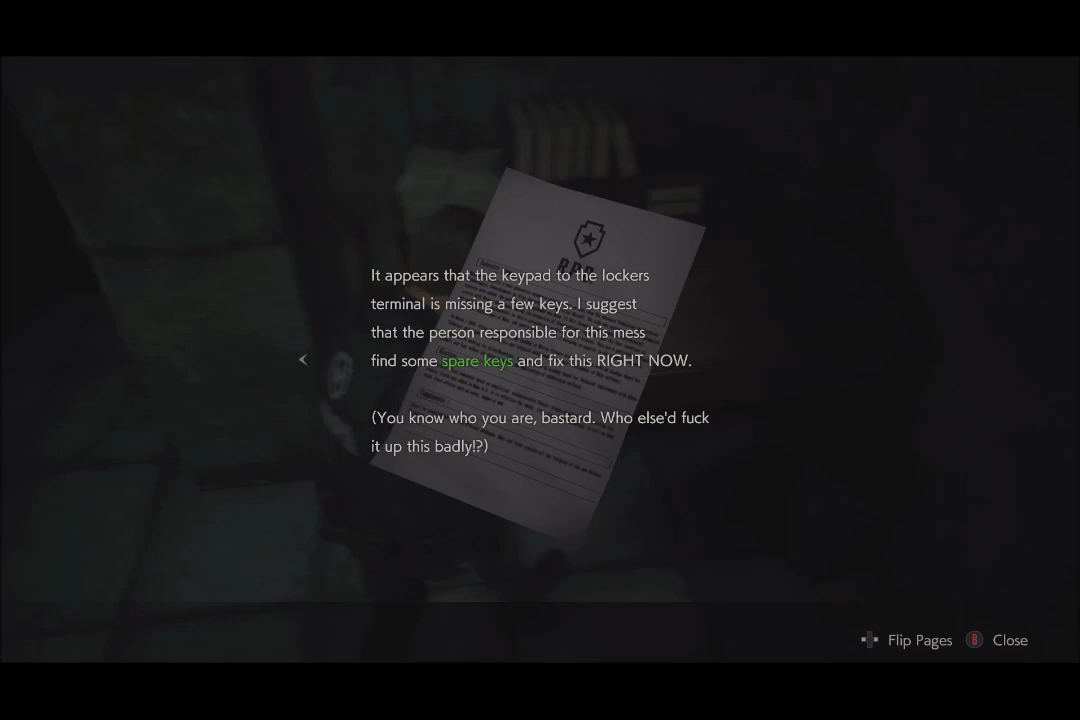 It appears that the keypad to the lockers
terminal is missing a few keys. I suggest
that the person responsible for this mess
find some spare keys and fix this RIGHT NOW.
(You know who you are, bastard. Who else'd fuck
it up this badly!?)
Flip Pages B Close